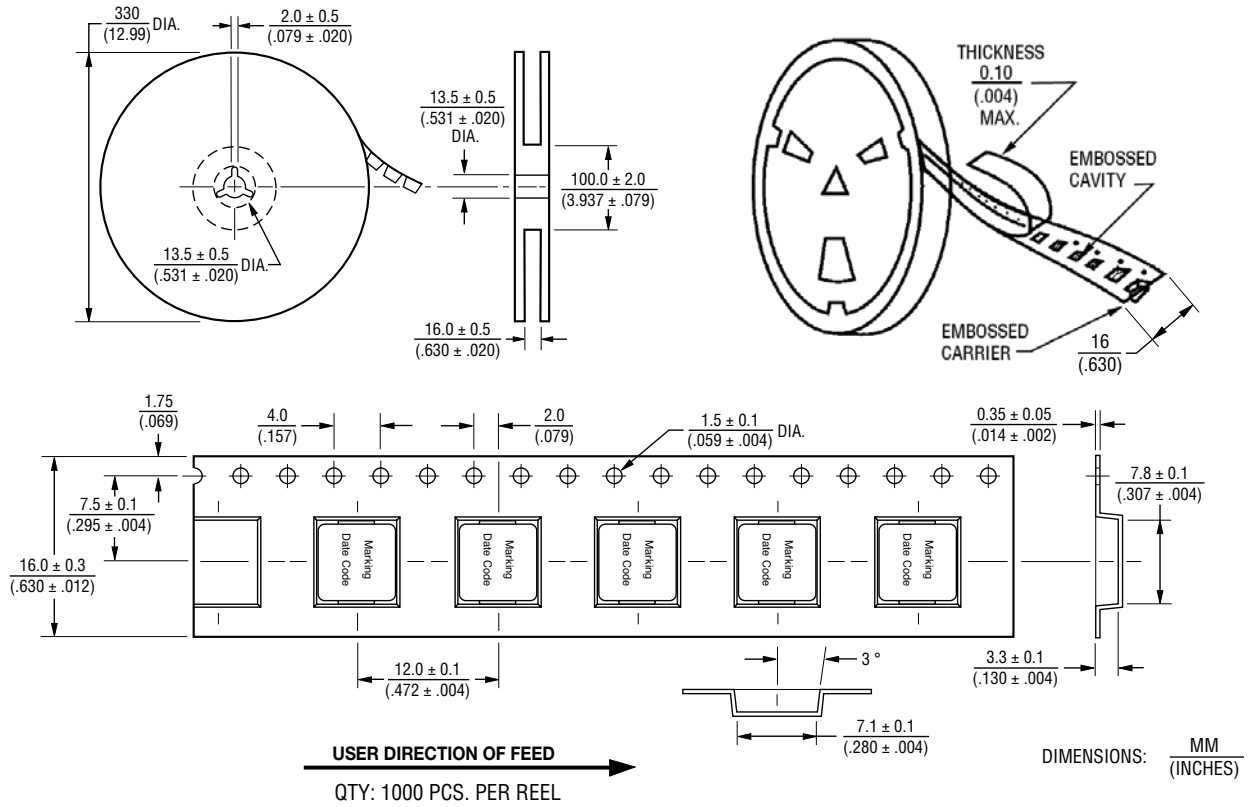 330
(12.99)
DIA.
2.0 ± 0.5
(.079 ± .020)
13.5 ± 0.5
(.531 ± .020)
DIA.
100.0 ± 2.0
(3.937 ± .079)
13.5 ± 0.5
(.531 ± .020)
DIA.
16.0 ± 0.5
(.630 ± .020)
THICKNESS
0.10
(.004)
MAX.
EMBOSSED
CAVITY
EMBOSSED
CARRIER
16
(.630)
1.75
(.069)
4.0
(.157)
2.0
(.079)
1.5 ± 0.1
(.059 ± .004)
DIA.
0.35 ± 0.05
(.014 ± .002)
7.5 ± 0.1
(.295 ± .004)
7.8 ± 0.1
(.307 ± .004)
16.0 ± 0.3
(.630 ± .012)
Marking
Date Code
Marking
Date Code
Marking
Date Code
Marking
Date Code
Marking
Date Code
12.0 ± 0.1
(.472 ± .004)
3 °
3.3 ± 0.1
(.130 ± .004)
7.1 ± 0.1
(.280 ± .004)
USER DIRECTION OF FEED
QTY: 1000 PCS. PER REEL
DIMENSIONS:
MM
(INCHES)